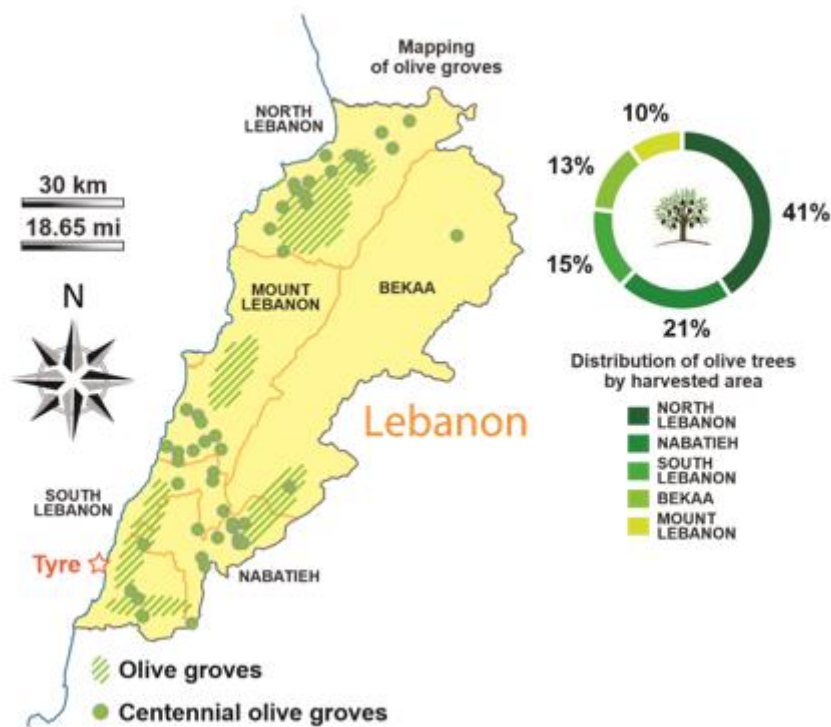 Mapping
of olive groves
NORTH
LEBANON
30 km
18.65 mi
N
MOUNT
LEBANON
BEKAA
Lebanon
SOUTH
LEBANON
Tyre
NABATIEH
Olive groves
Centennial olive groves
10%
13%
41%
15%
21%
Distribution of olive trees
by harvested area
NORTH
LEBANON
NABATIEH
SOUTH
LEBANON
BEKAA
MOUNT
LEBANON